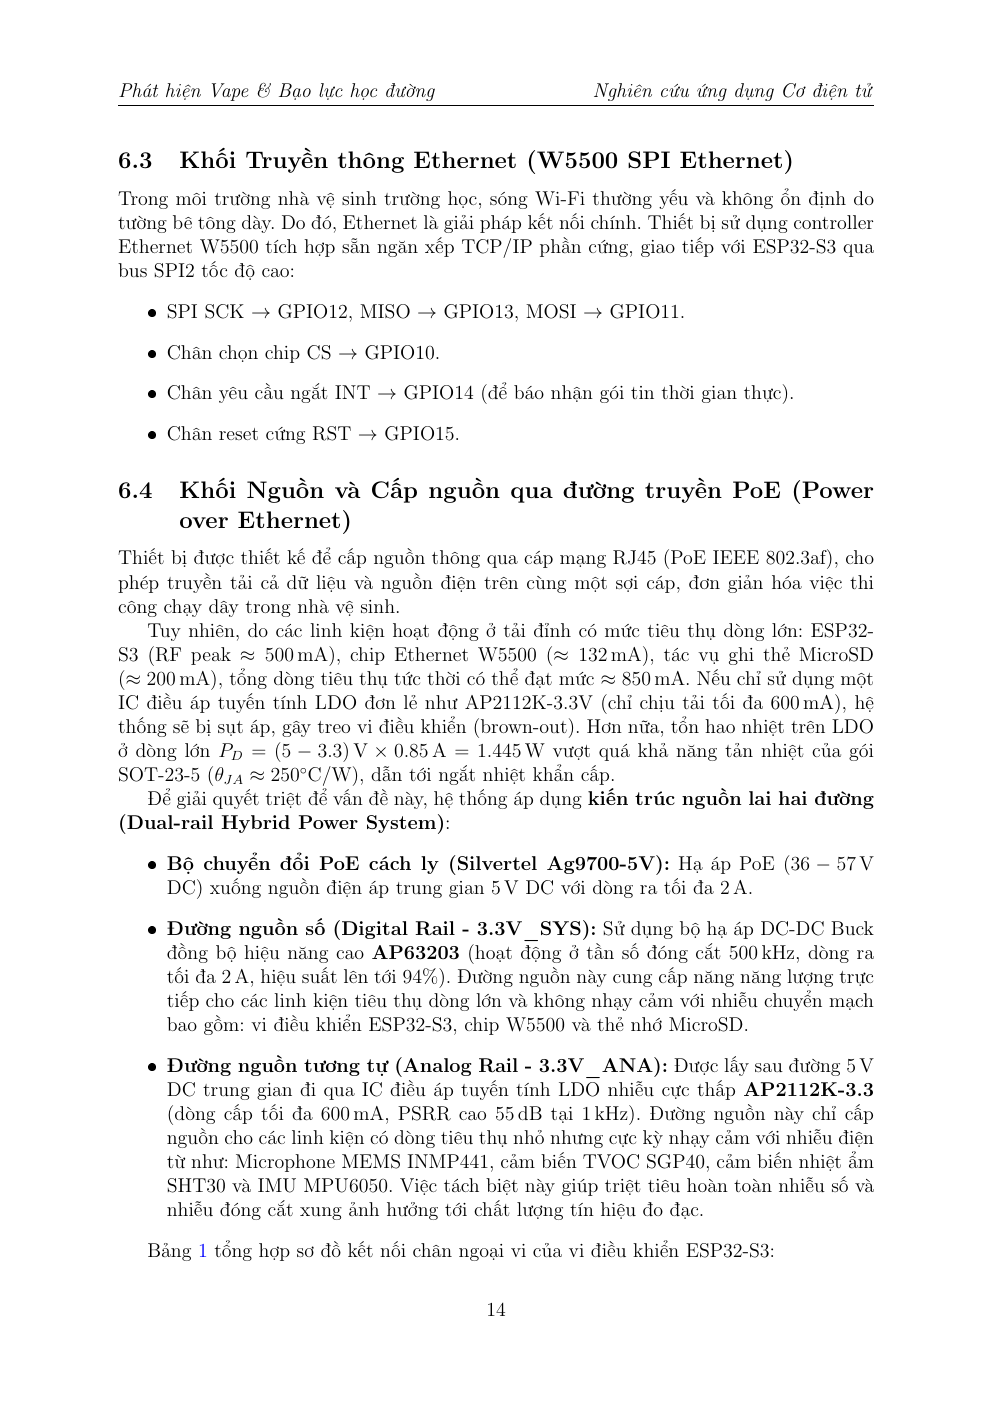 Phát hiện Vape & Bạo lực học đường Nghiên cứu ứng dụng Cơ điện tử
6.3 Khối Truyền thông Ethernet (W5500 SPI Ethernet)
Trong môi trường nhà vệ sinh trường học, sóng Wi-Fi thường yếu và không ổn định do
tường bê tông dày. Do đó, Ethernet là giải pháp kết nối chính. Thiết bị sử dụng controller
Ethernet W5500 tích hợp sẵn ngăn xếp TCP/IP phần cứng, giao tiếp với ESP32-S3 qua
bus SPI2 tốc độ cao:
• SPI SCK → GPIO12, MISO → GPIO13, MOSI → GPIO11.
• Chân chọn chip CS → GPIO10.
• Chân yêu cầu ngắt INT → GPIO14 (để báo nhận gói tin thời gian thực).
• Chân reset cứng RST → GPIO15.
6.4 Khối Nguồn và Cấp nguồn qua đường truyền PoE (Power
over Ethernet)
Thiết bị được thiết kế để cấp nguồn thông qua cáp mạng RJ45 (PoE IEEE 802.3af), cho
phép truyền tải cả dữ liệu và nguồn điện trên cùng một sợi cáp, đơn giản hóa việc thi
công chạy dây trong nhà vệ sinh.
Tuy nhiên, do các linh kiện hoạt động ở tải đỉnh có mức tiêu thụ dòng lớn: ESP32-
S3 (RF peak ≈ 500 mA), chip Ethernet W5500 (≈ 132 mA), tác vụ ghi thẻ MicroSD
(≈ 200 mA), tổng dòng tiêu thụ tức thời có thể đạt mức ≈ 850 mA. Nếu chỉ sử dụng một
IC điều áp tuyến tính LDO đơn lẻ như AP2112K-3.3V (chỉ chịu tải tối đa 600 mA), hệ
thống sẽ bị sụt áp, gây treo vi điều khiển (brown-out). Hơn nữa, tổn hao nhiệt trên LDO
ở dòng lớn P_D = (5 − 3.3) V × 0.85 A = 1.445 W vượt quá khả năng tản nhiệt của gói
SOT-23-5 (θ_JA ≈ 250°C/W), dẫn tới ngắt nhiệt khẩn cấp.
Để giải quyết triệt để vấn đề này, hệ thống áp dụng kiến trúc nguồn lai hai đường
(Dual-rail Hybrid Power System):
• Bộ chuyển đổi PoE cách ly (Silvertel Ag9700-5V): Hạ áp PoE (36 − 57 V
DC) xuống nguồn điện áp trung gian 5 V DC với dòng ra tối đa 2 A.
• Đường nguồn số (Digital Rail - 3.3V_SYS): Sử dụng bộ hạ áp DC-DC Buck
đồng bộ hiệu năng cao AP63203 (hoạt động ở tần số đóng cắt 500 kHz, dòng ra
tối đa 2 A, hiệu suất lên tới 94%). Đường nguồn này cung cấp năng năng lượng trực
tiếp cho các linh kiện tiêu thụ dòng lớn và không nhạy cảm với nhiễu chuyển mạch
bao gồm: vi điều khiển ESP32-S3, chip W5500 và thẻ nhớ MicroSD.
• Đường nguồn tương tự (Analog Rail - 3.3V_ANA): Được lấy sau đường 5 V
DC trung gian đi qua IC điều áp tuyến tính LDO nhiễu cực thấp AP2112K-3.3
(dòng cấp tối đa 600 mA, PSRR cao 55 dB tại 1 kHz). Đường nguồn này chỉ cấp
nguồn cho các linh kiện có dòng tiêu thụ nhỏ nhưng cực kỳ nhạy cảm với nhiễu điện
từ như: Microphone MEMS INMP441, cảm biến TVOC SGP40, cảm biến nhiệt ẩm
SHT30 và IMU MPU6050. Việc tách biệt này giúp triệt tiêu hoàn toàn nhiễu số và
nhiễu đóng cắt xung ảnh hưởng tới chất lượng tín hiệu đo đạc.
Bảng 1 tổng hợp sơ đồ kết nối chân ngoại vi của vi điều khiển ESP32-S3:
14